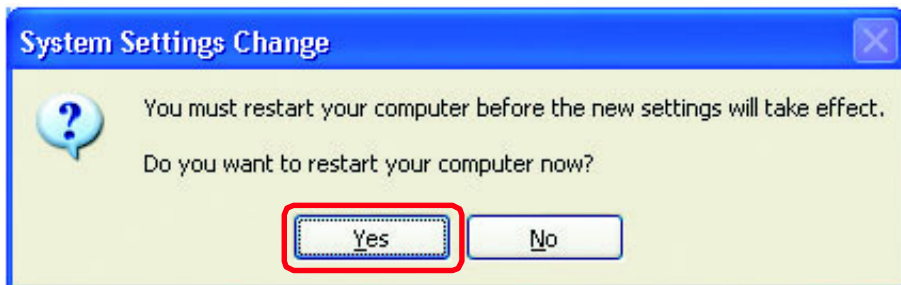 System Settings Change
You must restart your computer before the new settings will take effect.
Do you want to restart your computer now?
Yes
No